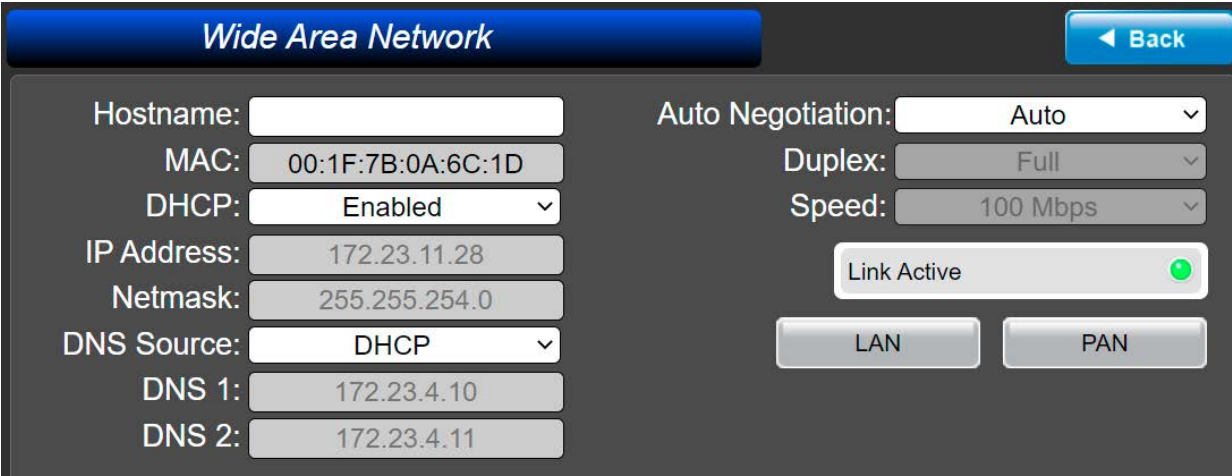 Wide Area Network
◄ Back
Hostname:
MAC: 00:1F:7B:0A:6C:1D
DHCP: Enabled
IP Address: 172.23.11.28
Netmask: 255.255.254.0
DNS Source: DHCP
DNS 1: 172.23.4.10
DNS 2: 172.23.4.11
Auto Negotiation: Auto
Duplex: Full
Speed: 100 Mbps
Link Active
LAN
PAN